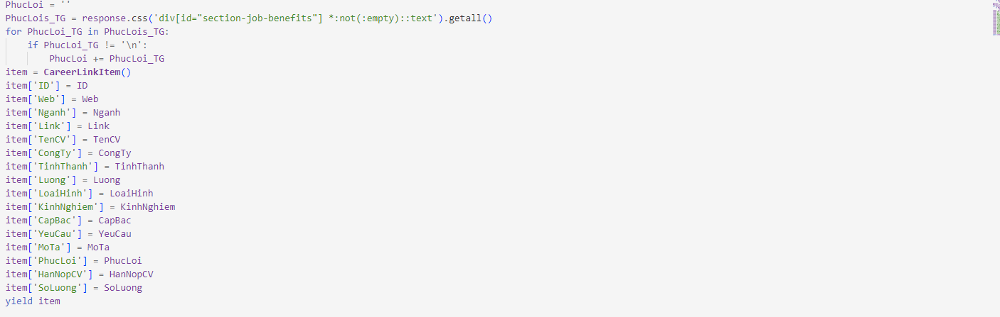 PhucLoi = ''
PhucLois_TG = response.css('div[id="section-job-benefits"] *:not(:empty)::text').getall()
for PhucLoi_TG in PhucLois_TG:
    if PhucLoi_TG != '\n':
        PhucLoi += PhucLoi_TG
item = CareerLinkItem()
item['ID'] = ID
item['Web'] = Web
item['Nganh'] = Nganh
item['Link'] = Link
item['TenCV'] = TenCV
item['CongTy'] = CongTy
item['TinhThanh'] = TinhThanh
item['Luong'] = Luong
item['LoaiHinh'] = LoaiHinh
item['KinhNghiem'] = KinhNghiem
item['CapBac'] = CapBac
item['YeuCau'] = YeuCau
item['MoTa'] = MoTa
item['PhucLoi'] = PhucLoi
item['HanNopCV'] = HanNopCV
item['SoLuong'] = SoLuong
yield item